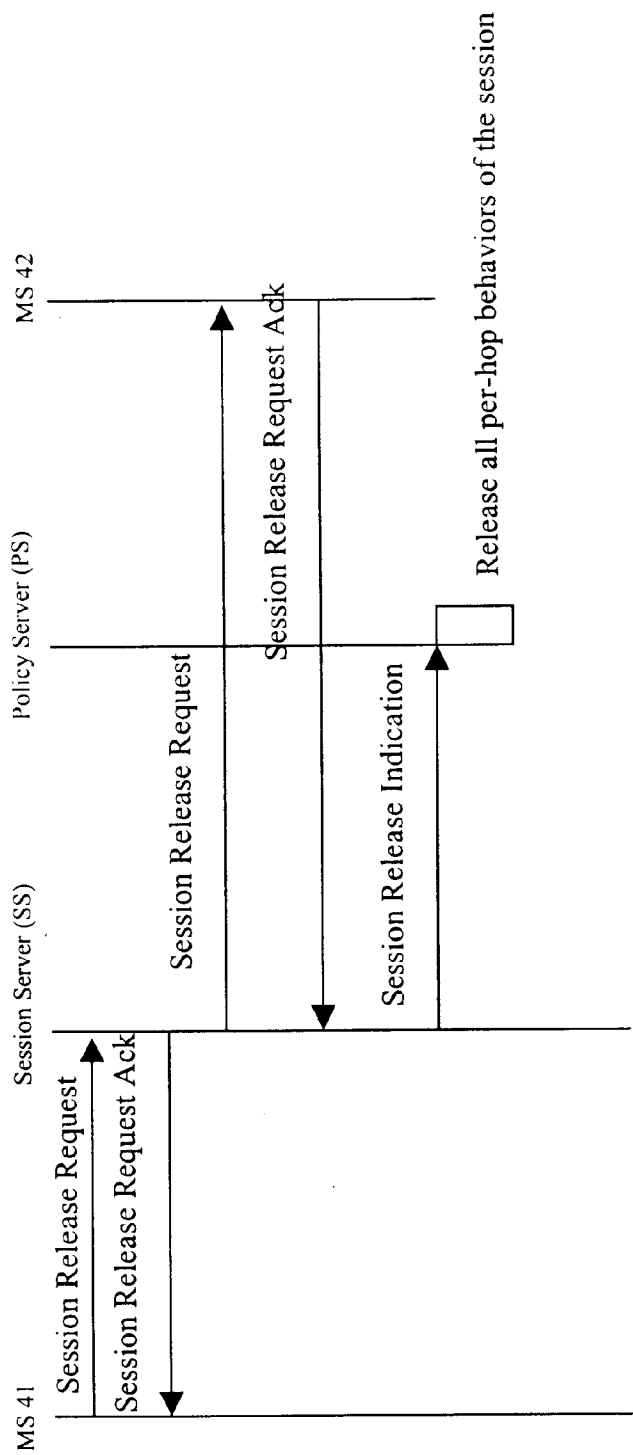 MS 41
Session Server (SS)
Policy Server (PS)
MS 42
Session Release Request
Session Release Request Ack
Session Release Request
Session Release Request Ack
Session Release Indication
Release all per-hop behaviors of the session